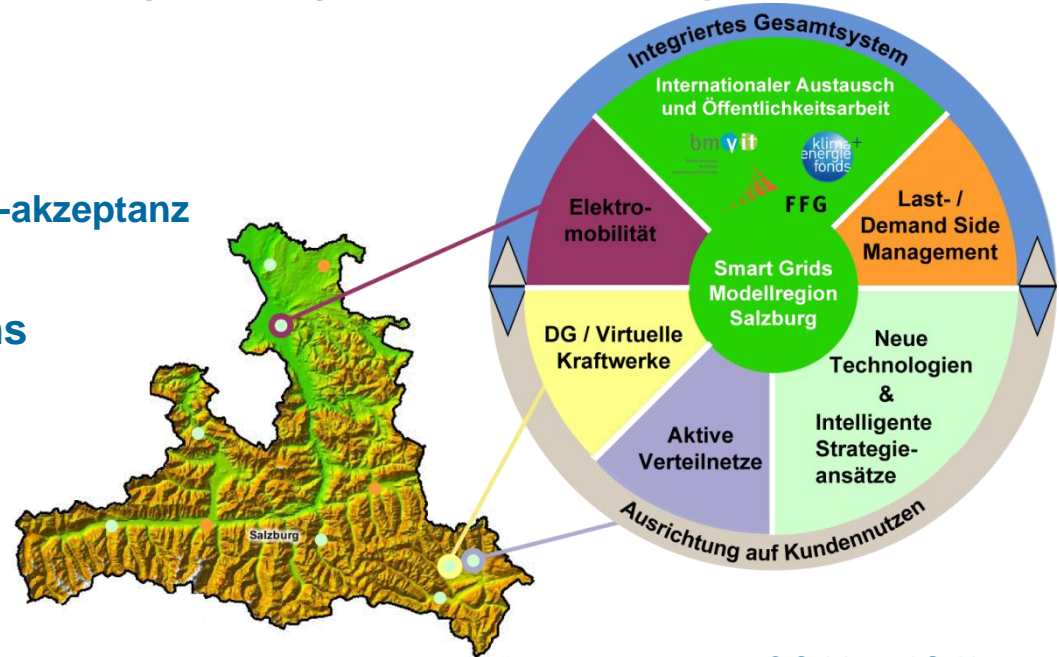 Integriertes Gesamtsystem
Internationaler Austausch
und Öffentlichkeitsarbeit
bmvit
klima+
energie
fonds
FFG
-akzeptanz
Elektro-
mobilität
Last- /
Demand Side
Management
Smart Grids
Modellregion
Salzburg
DG / Virtuelle
Kraftwerke
Neue
Technologien
&
Intelligente
Strategie-
ansätze
Aktive
Verteilnetze
Salzburg
Ausrichtung auf Kundennutzen